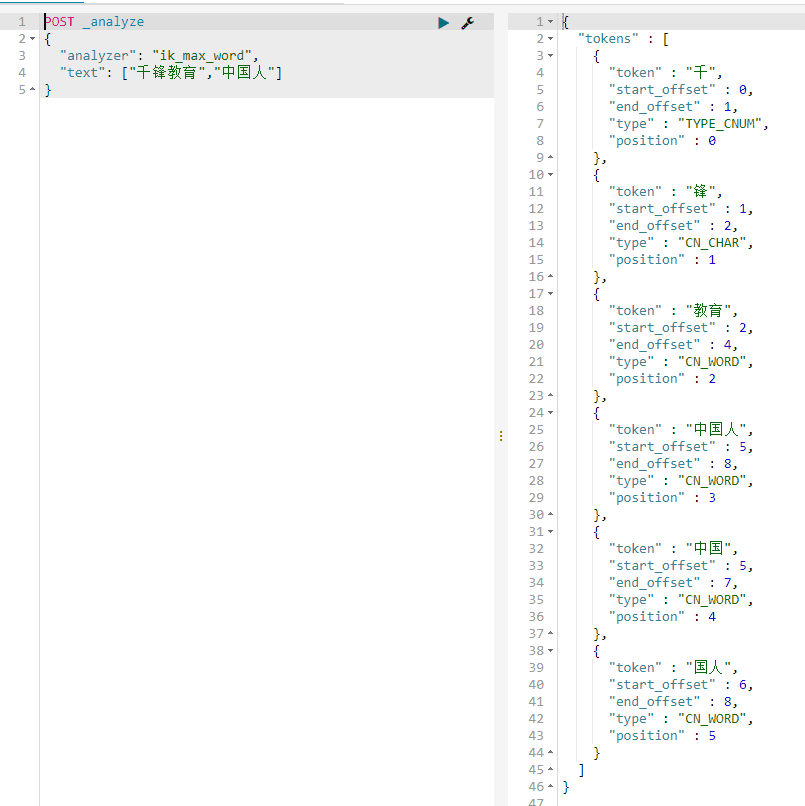 1 POST _analyze
2 {
3 "analyzer": "ik_max_word",
4 "text": ["千锋教育","中国人"]
5 }
1 {
2 "tokens" : [
3 {
4 "token" : "千",
5 "start_offset" : 0,
6 "end_offset" : 1,
7 "type" : "TYPE_CNUM",
8 "position" : 0
9 },
10 {
11 "token" : "锋",
12 "start_offset" : 1,
13 "end_offset" : 2,
14 "type" : "CN_CHAR",
15 "position" : 1
16 },
17 {
18 "token" : "教育",
19 "start_offset" : 2,
20 "end_offset" : 4,
21 "type" : "CN_WORD",
22 "position" : 2
23 },
24 {
25 "token" : "中国人",
26 "start_offset" : 5,
27 "end_offset" : 8,
28 "type" : "CN_WORD",
29 "position" : 3
30 },
31 {
32 "token" : "中国",
33 "start_offset" : 5,
34 "end_offset" : 7,
35 "type" : "CN_WORD",
36 "position" : 4
37 },
38 {
39 "token" : "国人",
40 "start_offset" : 6,
41 "end_offset" : 8,
42 "type" : "CN_WORD",
43 "position" : 5
44 }
45 ]
46 }
47